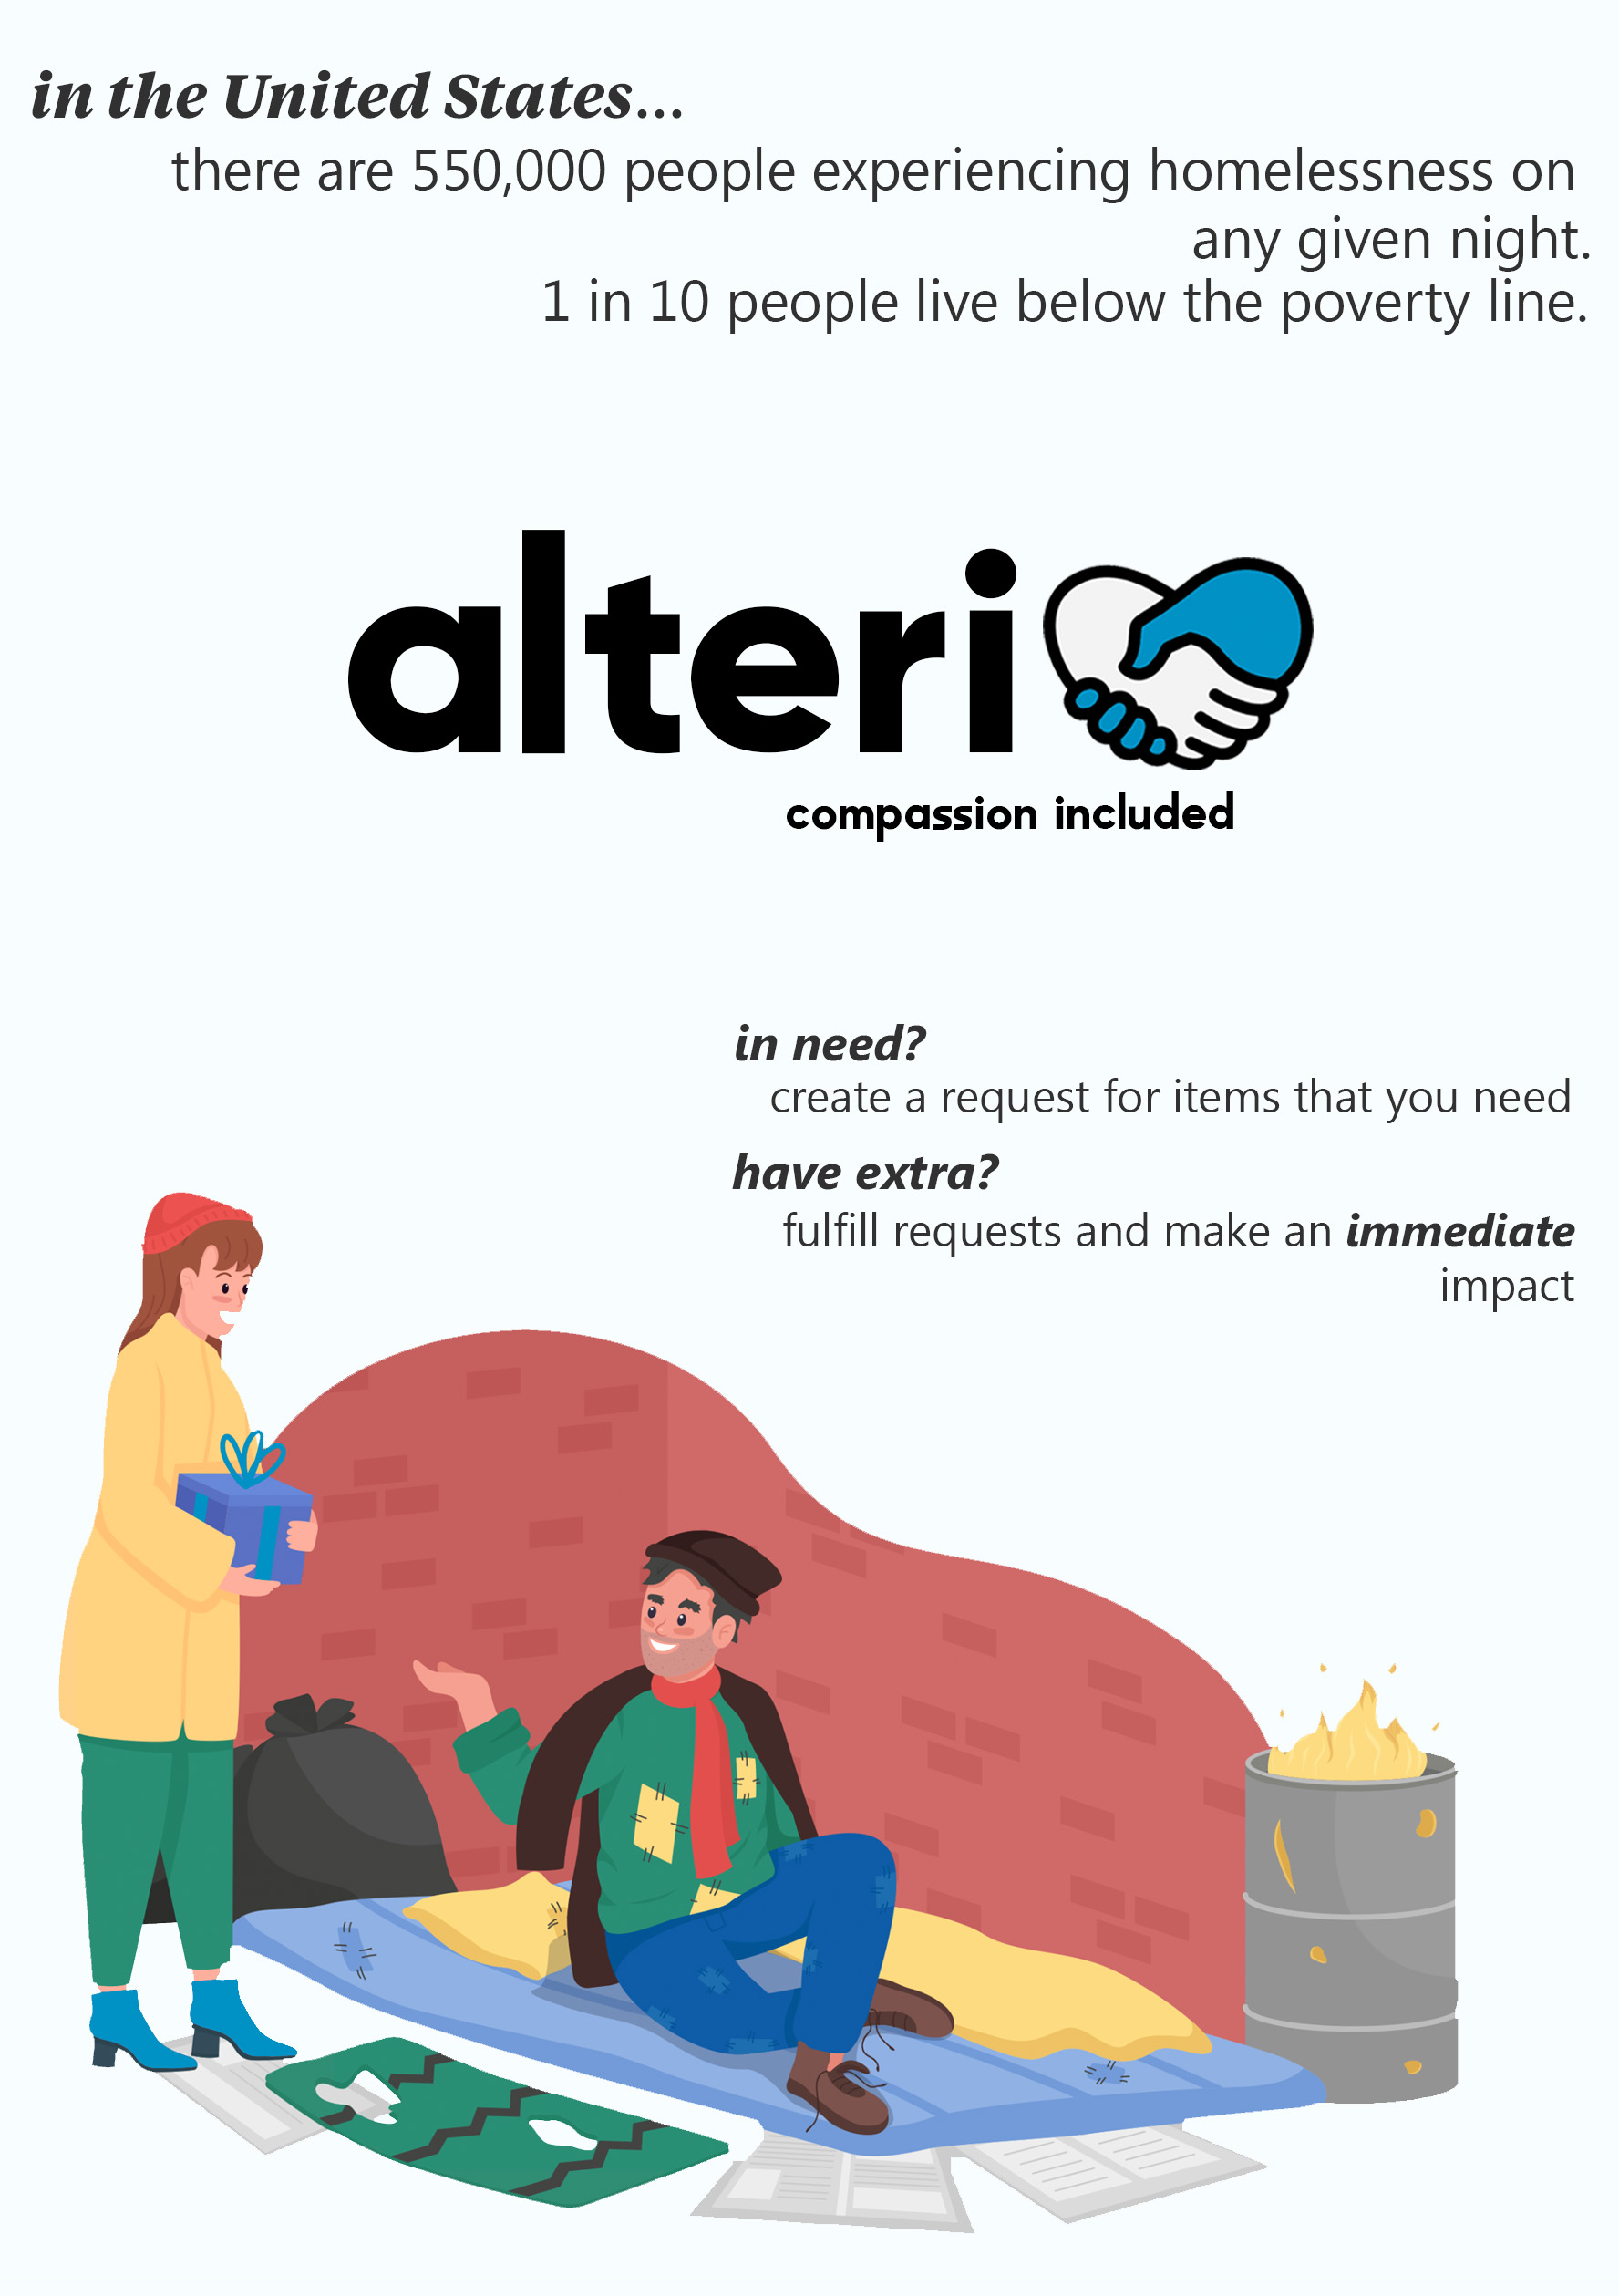 in the United States...
there are 550,000 people experiencing homelessness on
any given night.
1 in 10 people live below the poverty line.
alteri
compassion included
in need?
create a request for items that you need
have extra?
fulfill requests and make an immediate
impact